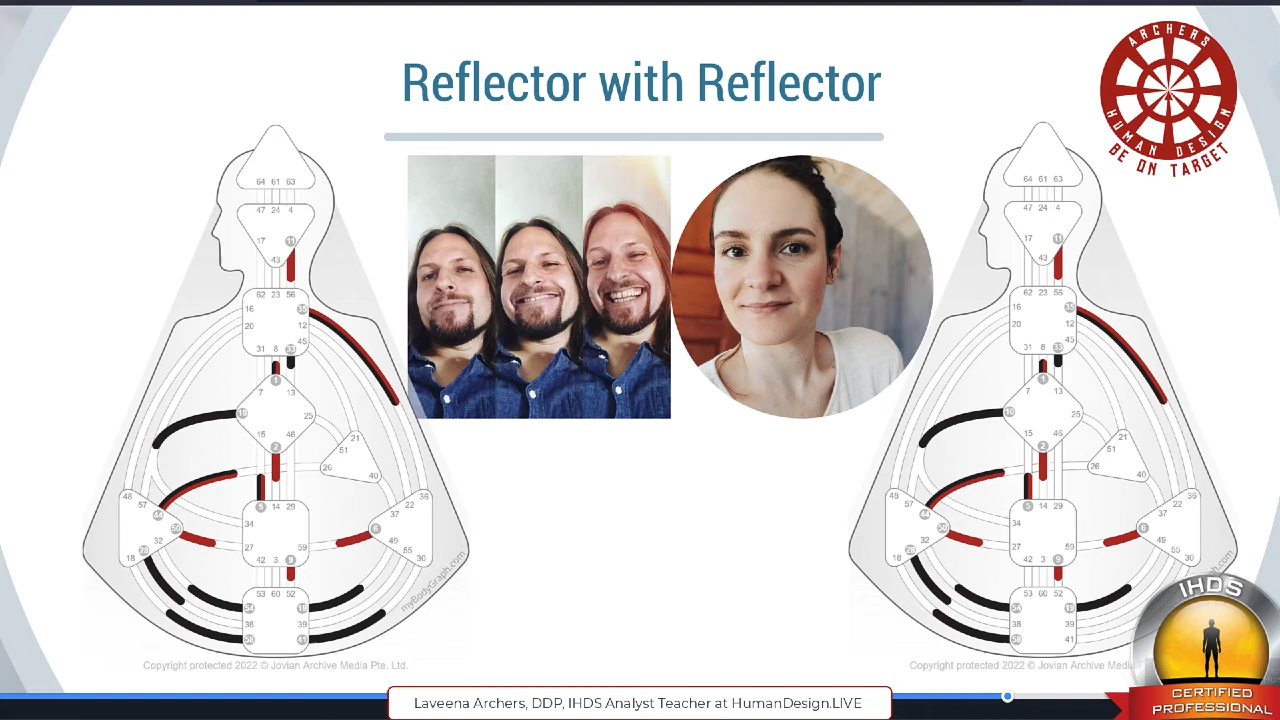 Reflector with Reflector
ARCHERS
HUMAN DESIGN
BE ON TARGET
64 61 63
47 24 4
17 11
43
62 23 56
16 35
20 12
45
31 8 33
1
7 13
10 25
15 46
2
21
51
26 40
48 36
57 22
44 37
50 6
32 49
28 55
18 30
5 14 29
34
27 59
42 3 9
53 60 52
54 19
38 39
58 41
myBodyGraph.com
Copyright protected 2022 © Jovian Archive Media Pte. Ltd.
64 61 63
47 24 4
17 11
43
62 23 56
16 35
20 12
45
31 8 33
1
7 13
10 25
15 46
2
21
51
26 40
48 36
57 22
44 37
50 6
32 49
28 55
18 30
5 14 29
34
27 59
42 3 9
53 60 52
54 19
38 39
58 41
Copyright protected 2022 © Jovian Archive Media
IHDS
CERTIFIED
PROFESSIONAL
Laveena Archers, DDP, IHDS Analyst Teacher at HumanDesign.LIVE